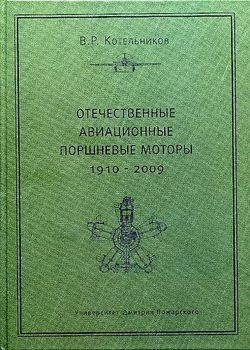 В.Р. Котельников
ОТЕЧЕСТВЕННЫЕ
АВИАЦИОННЫЕ
ПОРШНЕВЫЕ МОТОРЫ
1910 - 2009
Университет Дмитрия Пожарского